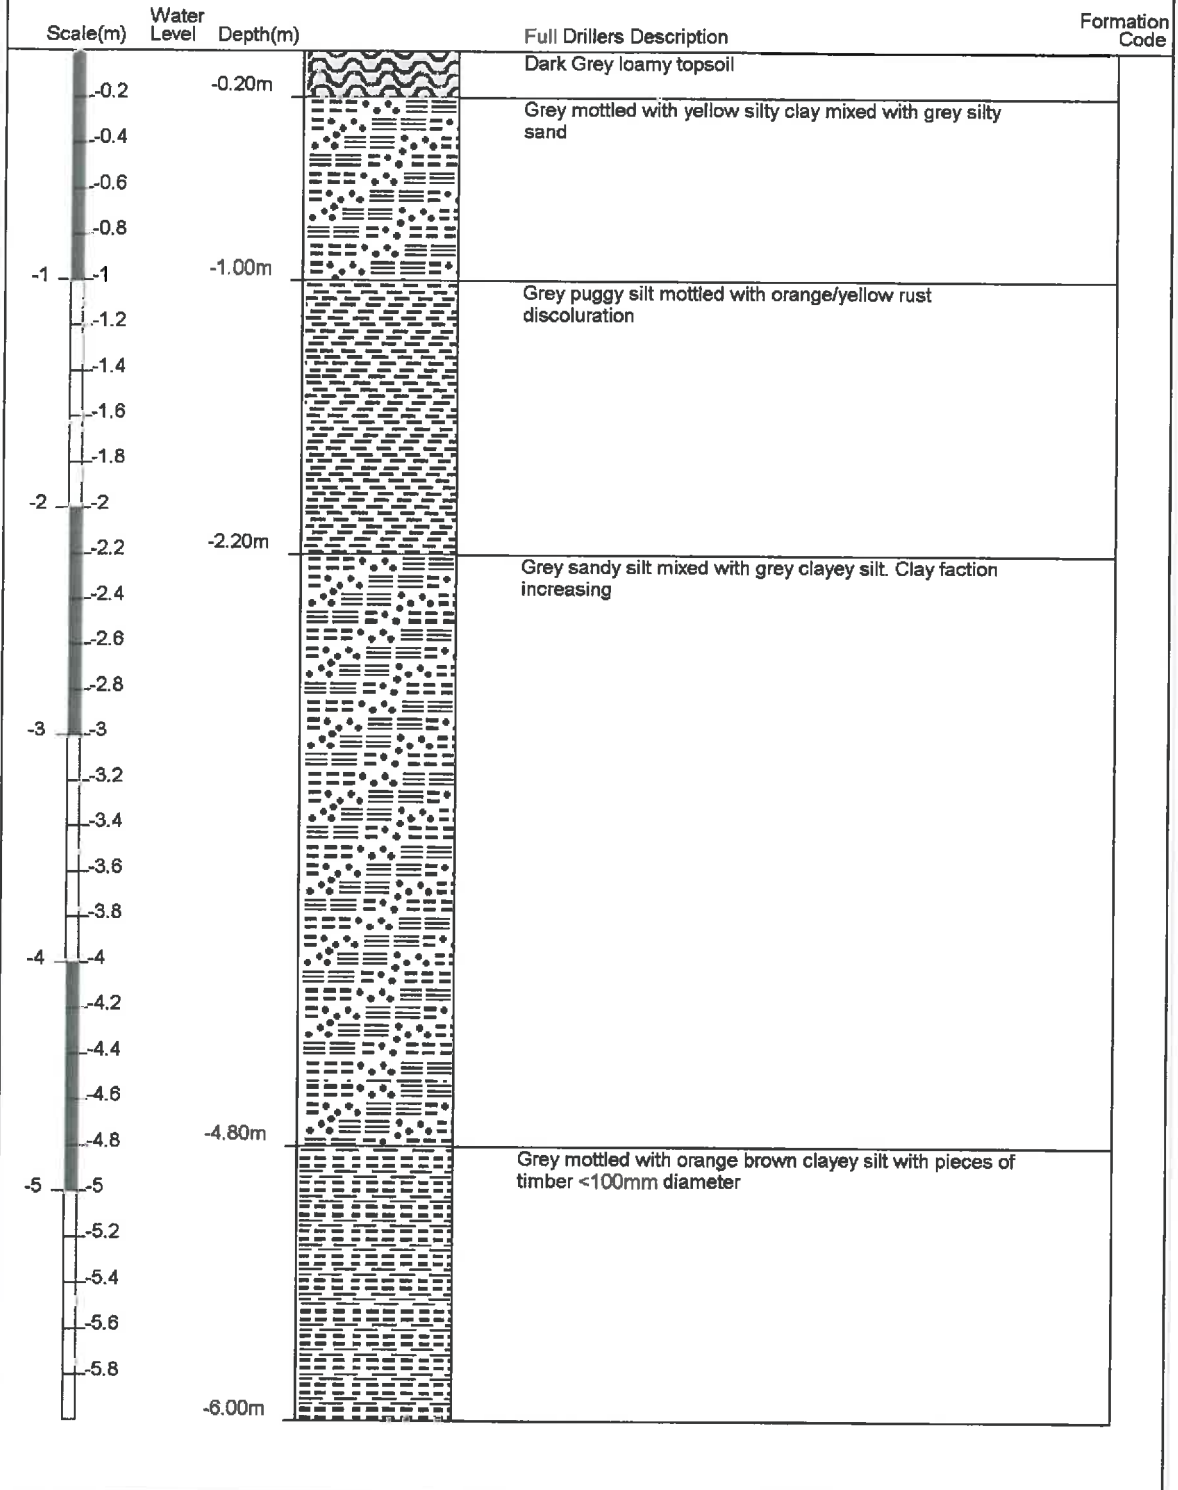 Scale(m) Water Level Depth(m) Full Drillers Description Formation Code
Dark Grey loamy topsoil
-0.20m
-0.2
Grey mottled with yellow silty clay mixed with grey silty
sand
-0.4
-0.6
-0.8
-1.00m
-1 -1
Grey puggy silt mottled with orange/yellow rust
discoluration
-1.2
-1.4
-1.6
-1.8
-2 -2
-2.20m
-2.2
Grey sandy silt mixed with grey clayey silt. Clay faction
increasing
-2.4
-2.6
-2.8
-3 -3
-3.2
-3.4
-3.6
-3.8
-4 -4
-4.2
-4.4
-4.6
-4.80m
-4.8
Grey mottled with orange brown clayey silt with pieces of
timber <100mm diameter
-5 -5
-5.2
-5.4
-5.6
-5.8
-6.00m